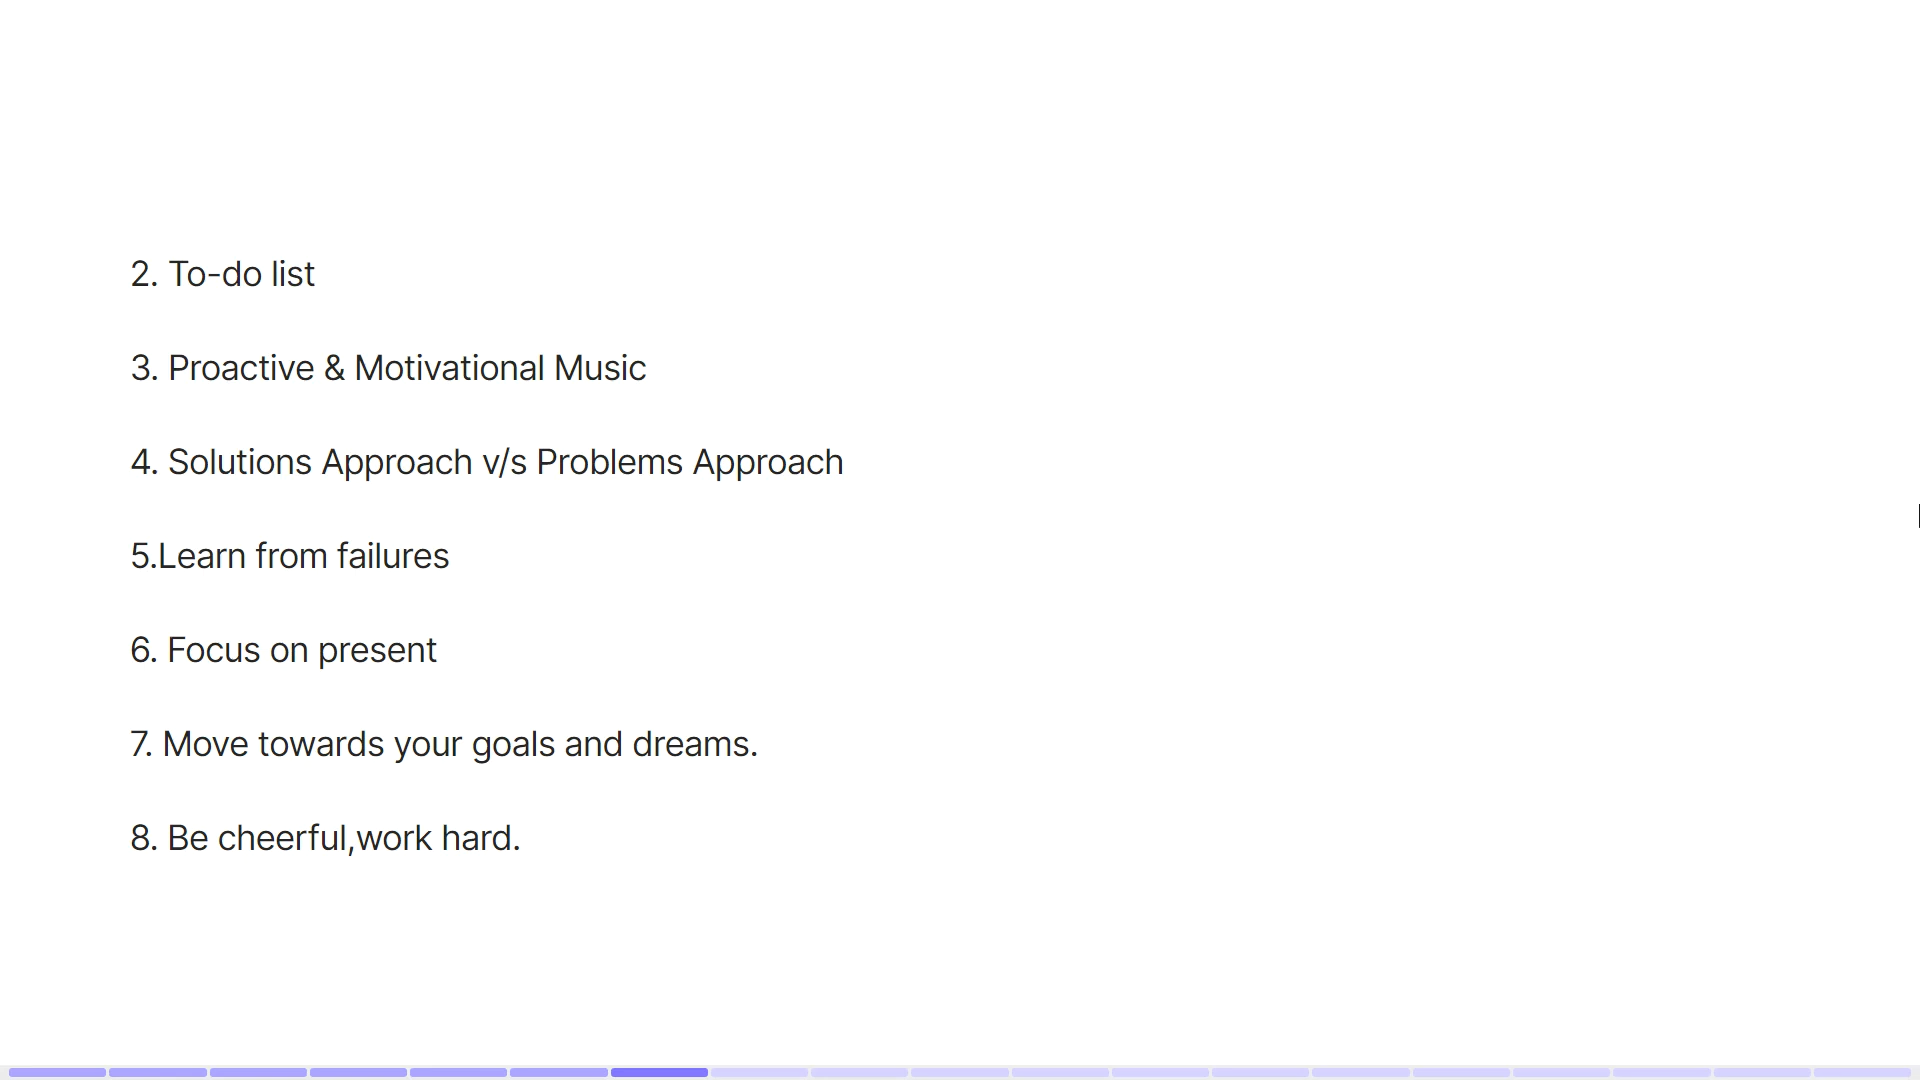 2. To-do list
3. Proactive & Motivational Music
4. Solutions Approach v/s Problems Approach
5.Learn from failures
6. Focus on present
7. Move towards your goals and dreams.
8. Be cheerful,work hard.